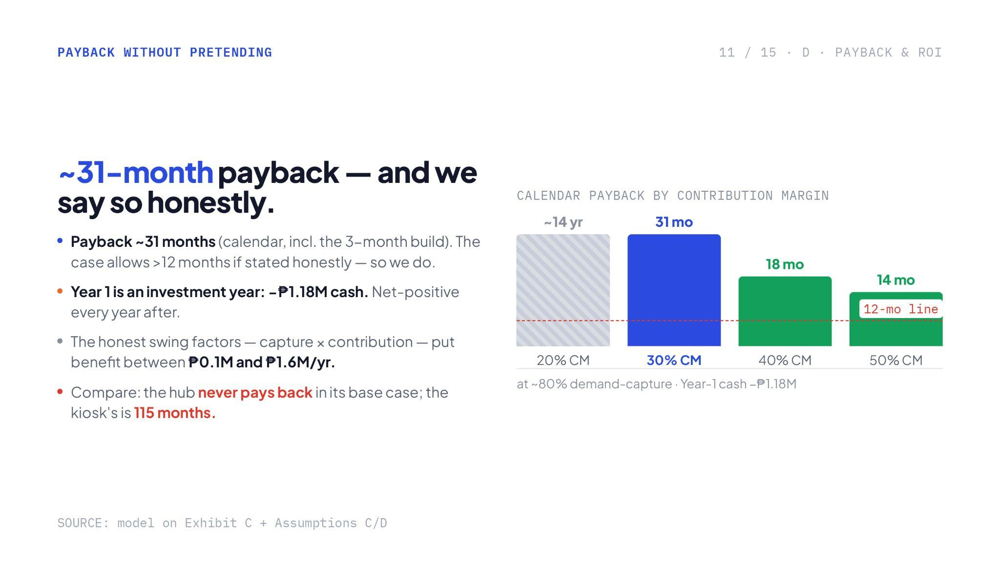 PAYBACK WITHOUT PRETENDING
11 / 15 · D · PAYBACK & ROI
~31-month payback — and we
say so honestly.
Payback ~31 months (calendar, incl. the 3-month build). The
case allows >12 months if stated honestly — so we do.
Year 1 is an investment year: −₱1.18M cash. Net-positive
every year after.
The honest swing factors — capture × contribution — put
benefit between ₱0.1M and ₱1.6M/yr.
Compare: the hub never pays back in its base case; the
kiosk's is 115 months.
CALENDAR PAYBACK BY CONTRIBUTION MARGIN
~14 yr
31 mo
18 mo
14 mo
12-mo line
20% CM
30% CM
40% CM
50% CM
at ~80% demand-capture · Year-1 cash −₱1.18M
SOURCE: model on Exhibit C + Assumptions C/D